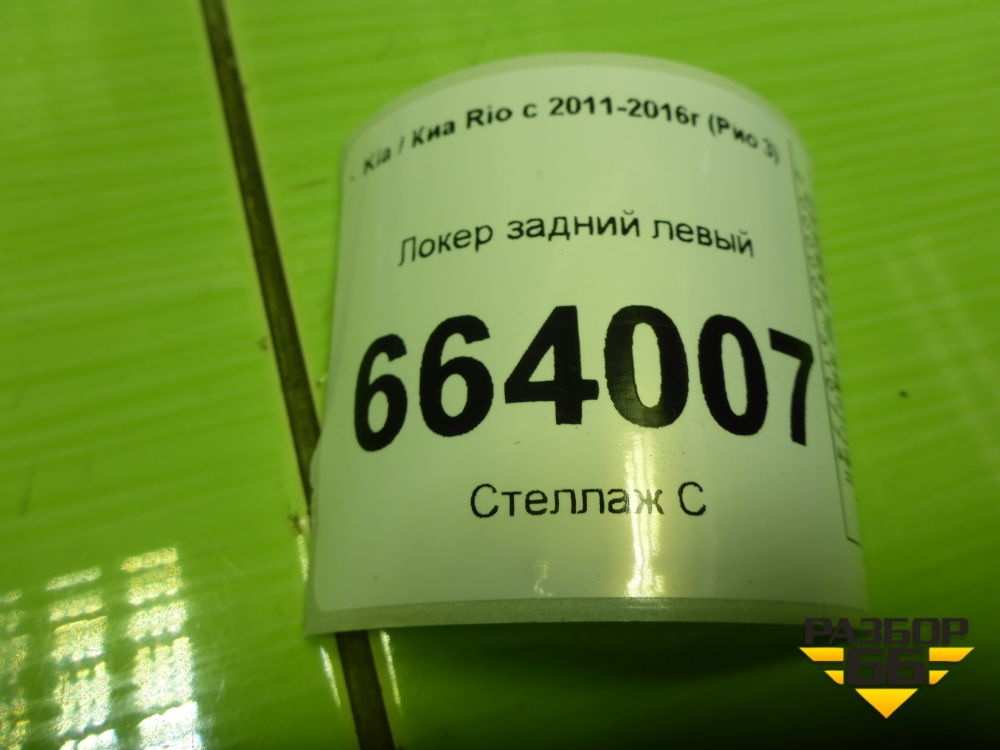 Kia / Киа Rio с 2011-2016г (Рио 3)
Локер задний левый
664007
Стеллаж С
РАЗБОР
66